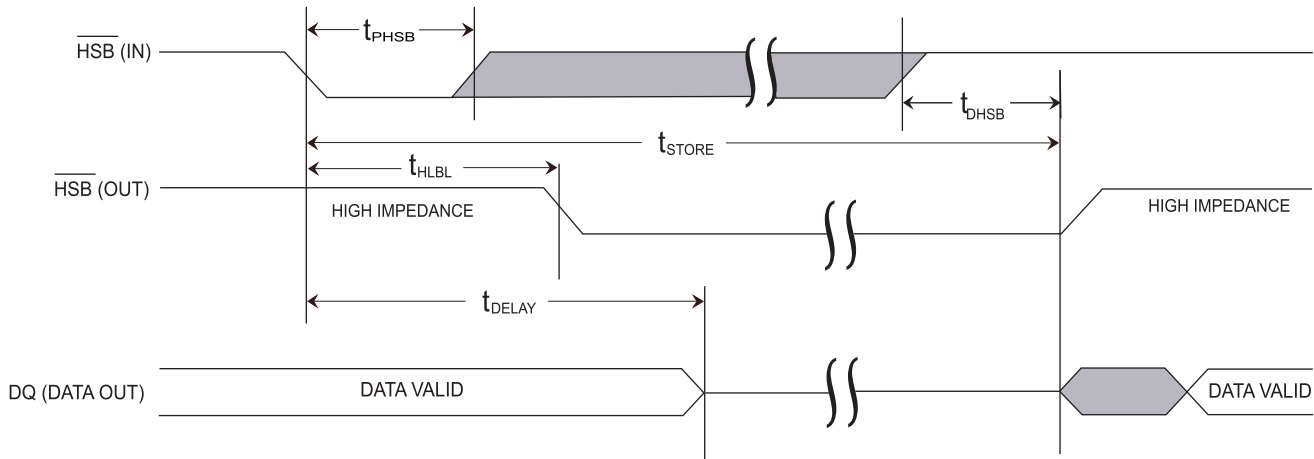 HSB (IN)
tPHSB
tDHSB
tSTORE
tHLBL
HSB (OUT)
HIGH IMPEDANCE
HIGH IMPEDANCE
tDELAY
DQ (DATA OUT)
DATA VALID
DATA VALID